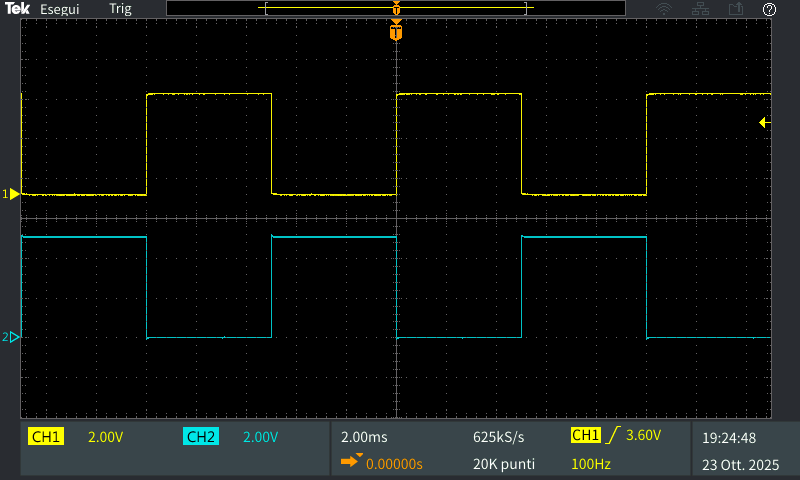 Tek Esegui Trig T ?
T
1
2
CH1 2.00V CH2 2.00V 2.00ms 625kS/s CH1 3.60V 19:24:48
0.00000s 20K punti 100Hz 23 Ott. 2025